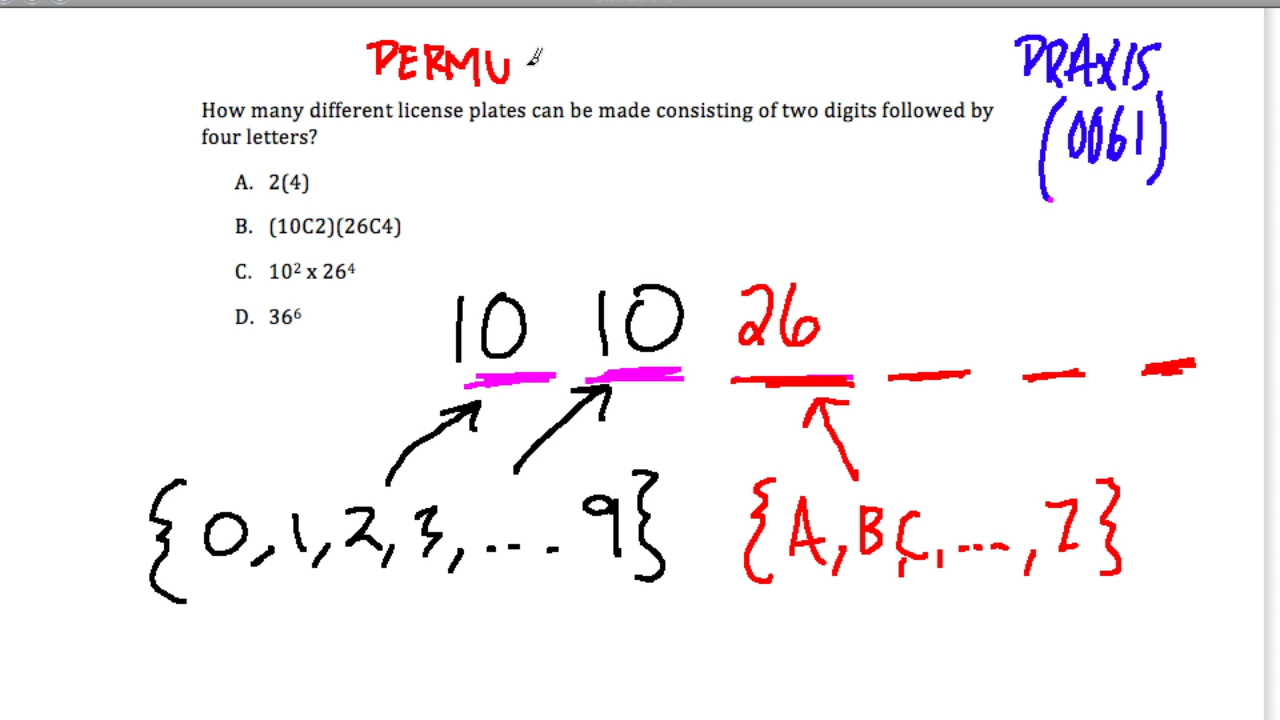 PERMU
PRAXIS
(0061)
How many different license plates can be made consisting of two digits followed by
four letters?
A. 2(4)
B. (10C2)(26C4)
C. 10² x 26⁴
D. 36⁶
10 10 26
{0,1,2,3,... 9} {A,B,C,...,Z}